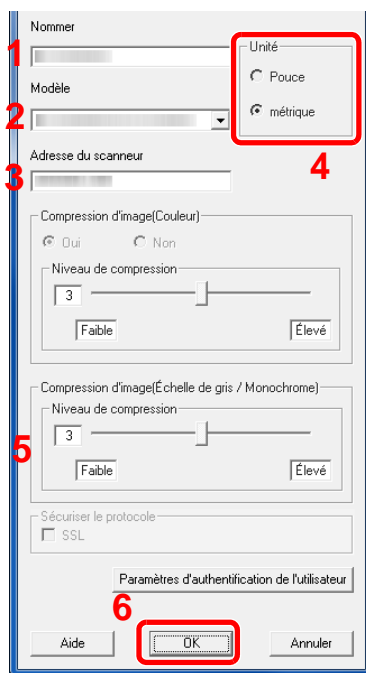 Nommer
1
Unité
Pouce
métrique
4
Modèle
2
Adresse du scanneur
3
Compression d'image(Couleur)
Oui Non
Niveau de compression
3
Faible Élevé
Compression d'image(Échelle de gris / Monochrome)
Niveau de compression
3
5
Faible Élevé
Sécuriser le protocole
SSL
Paramètres d'authentification de l'utilisateur
6
Aide OK Annuler